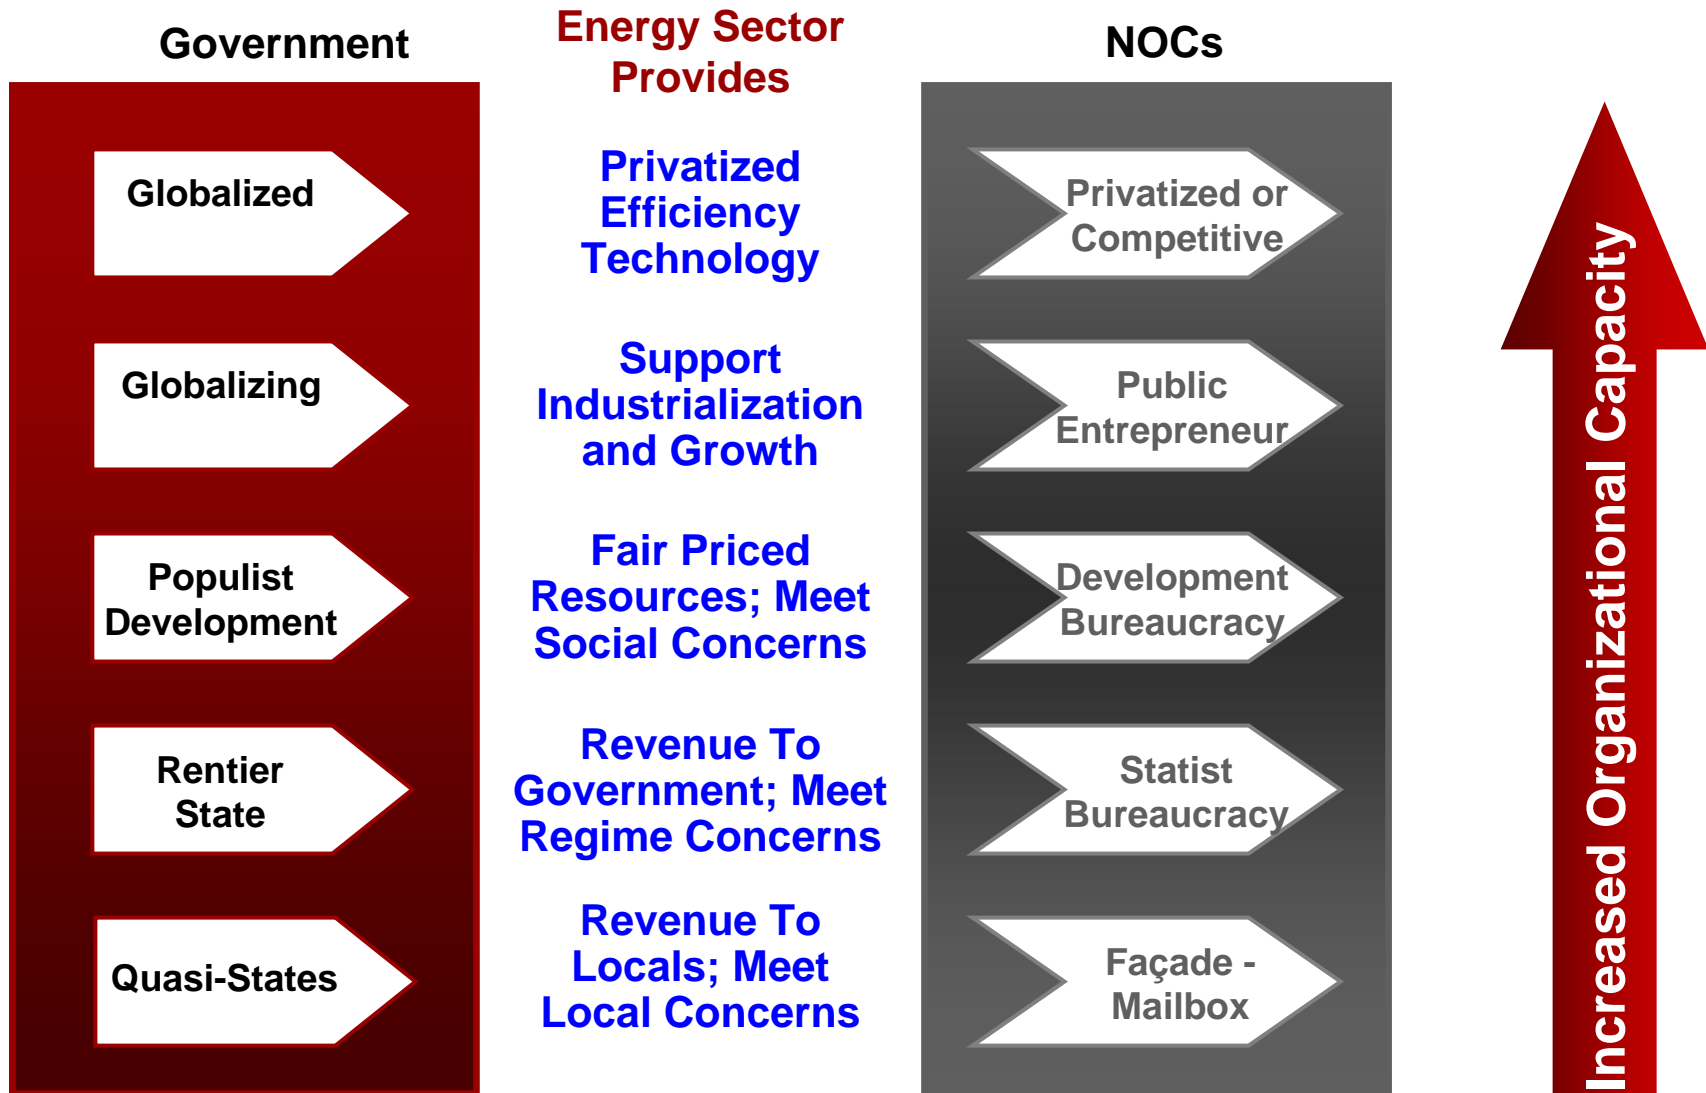 Government
Energy Sector
Provides
NOCs
Globalized
Privatized
Efficiency
Technology
Privatized or
Competitive
Globalizing
Support
Industrialization
and Growth
Public
Entrepreneur
Populist
Development
Fair Priced
Resources; Meet
Social Concerns
Development
Bureaucracy
Rentier
State
Revenue To
Government; Meet
Regime Concerns
Statist
Bureaucracy
Quasi-States
Revenue To
Locals; Meet
Local Concerns
Façade -
Mailbox
Increased Organizational Capacity